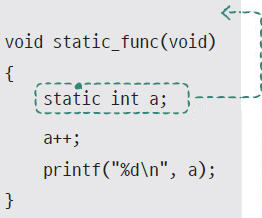 void static_func(void)
{
static int a;
a++;
printf("%d\n", a);
}